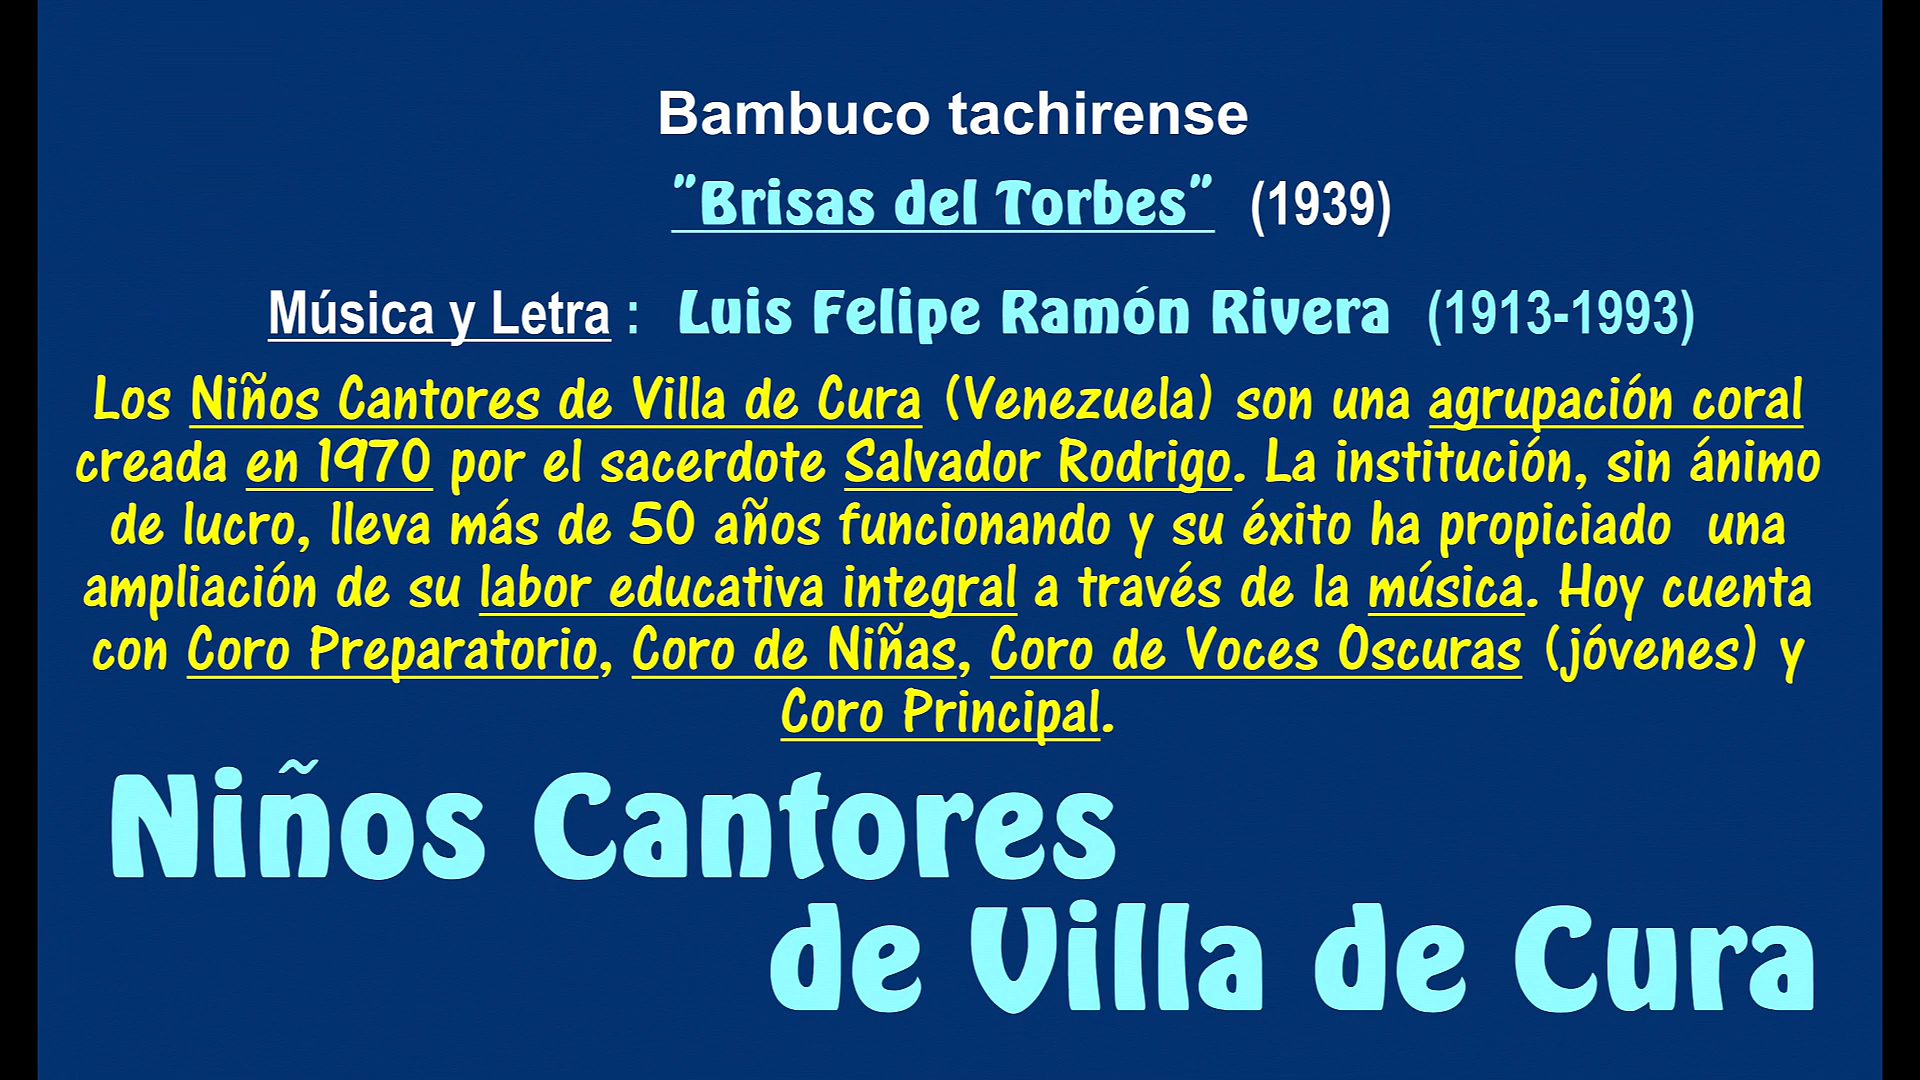 Bambuco tachirense
"Brisas del Torbes" (1939)
Música y Letra : Luis Felipe Ramón Rivera (1913-1993)
Los Niños Cantores de Villa de Cura (Venezuela) son una agrupación coral
creada en 1970 por el sacerdote Salvador Rodrigo. La institución, sin ánimo
de lucro, lleva más de 50 años funcionando y su éxito ha propiciado una
ampliación de su labor educativa integral a través de la música. Hoy cuenta
con Coro Preparatorio, Coro de Niñas, Coro de Voces Oscuras (jóvenes) y
Coro Principal.
Niños Cantores
de Villa de Cura